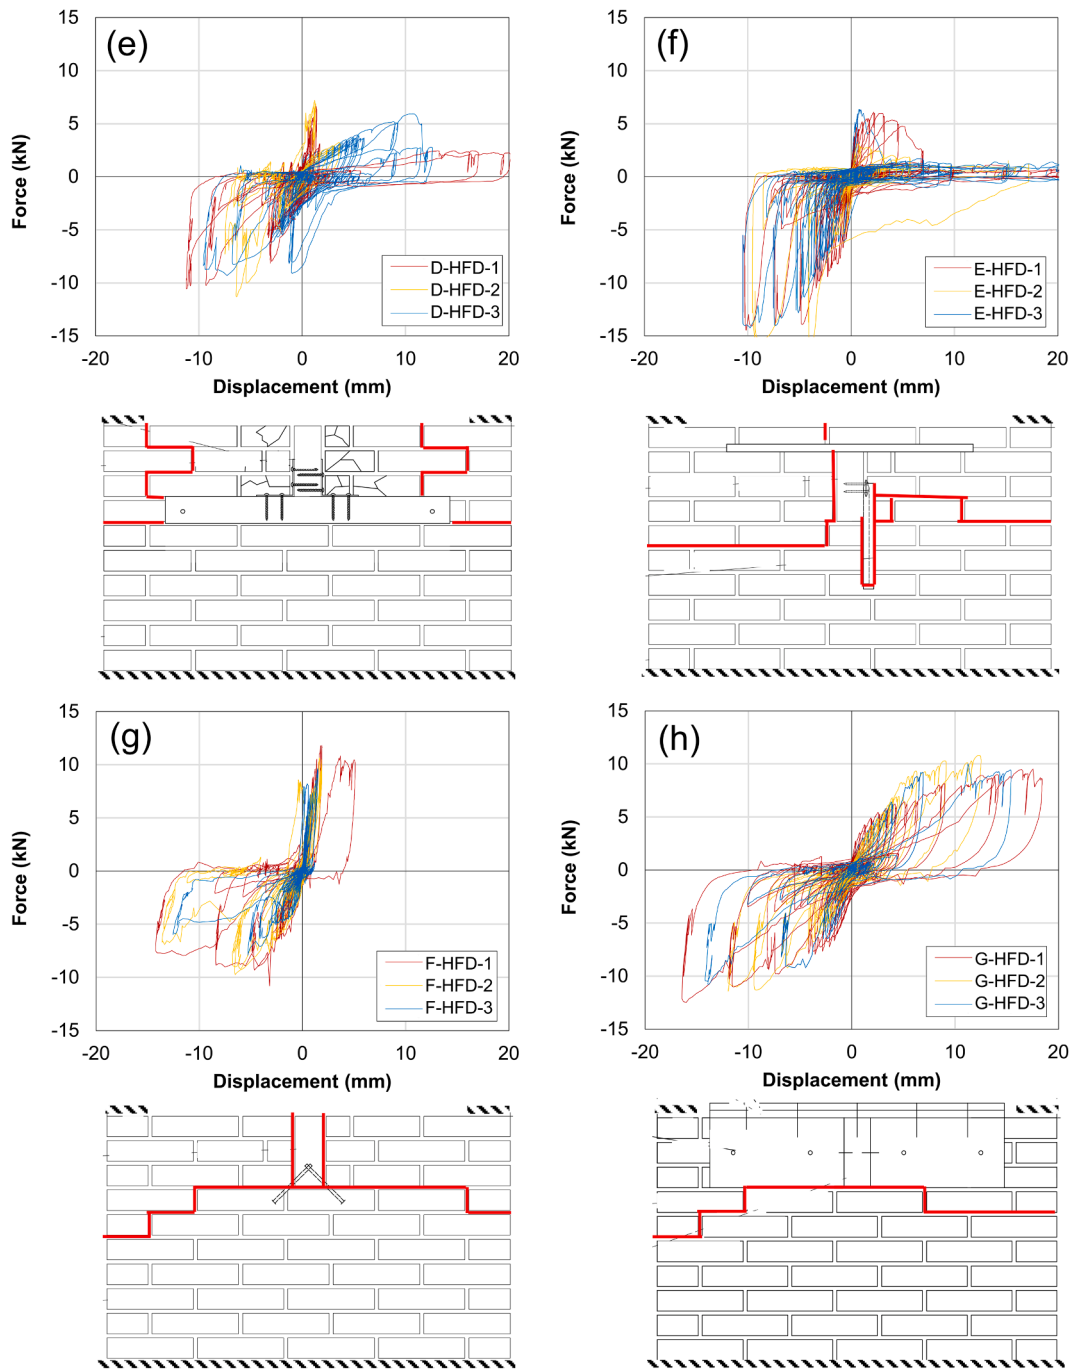 (e)
15
10
5
0
-5
-10
-15
Force (kN)
-20
-10
0
10
20
Displacement (mm)
D-HFD-1
D-HFD-2
D-HFD-3
(f)
15
10
5
0
-5
-10
-15
Force (kN)
-20
-10
0
10
20
Displacement (mm)
E-HFD-1
E-HFD-2
E-HFD-3
(g)
15
10
5
0
-5
-10
-15
Force (kN)
-20
-10
0
10
20
Displacement (mm)
F-HFD-1
F-HFD-2
F-HFD-3
(h)
15
10
5
0
-5
-10
-15
Force (kN)
-20
-10
0
10
20
Displacement (mm)
G-HFD-1
G-HFD-2
G-HFD-3